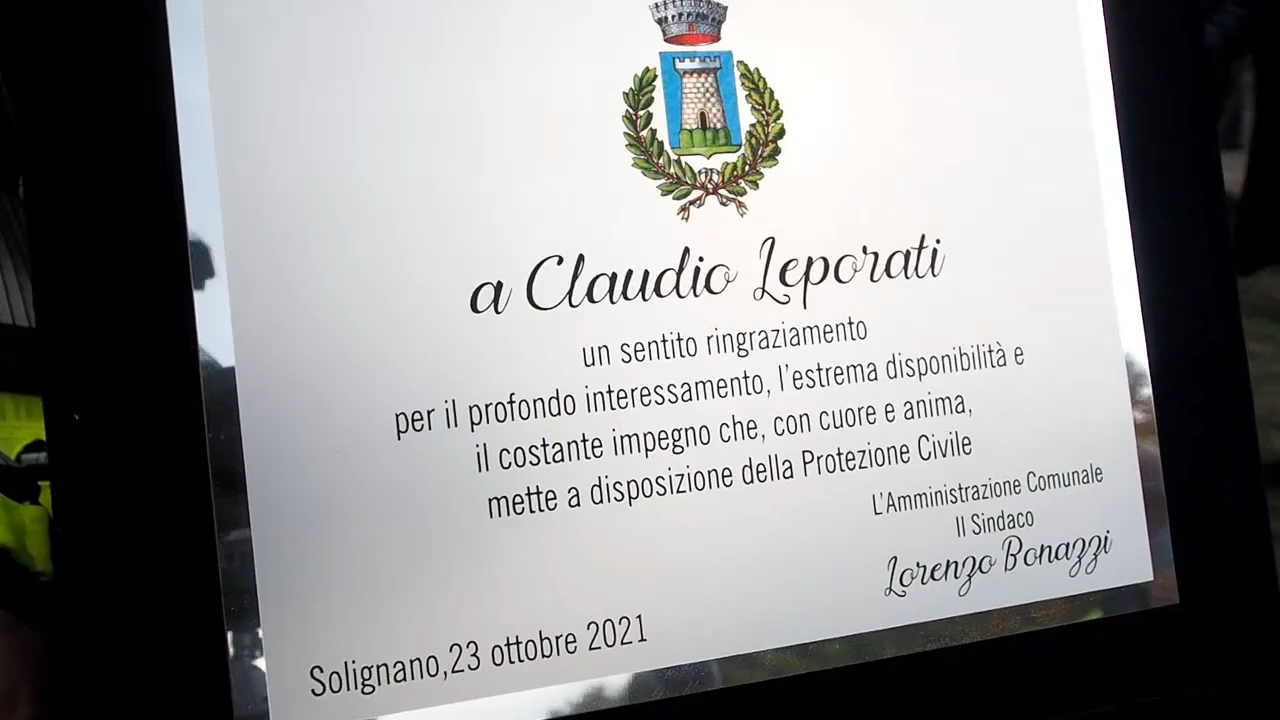 a Claudio Leporati
un sentito ringraziamento
per il profondo interessamento, l'estrema disponibilità e
il costante impegno che, con cuore e anima,
mette a disposizione della Protezione Civile
L'Amministrazione Comunale
Il Sindaco
Lorenzo Bonazzi
Solignano,23 ottobre 2021